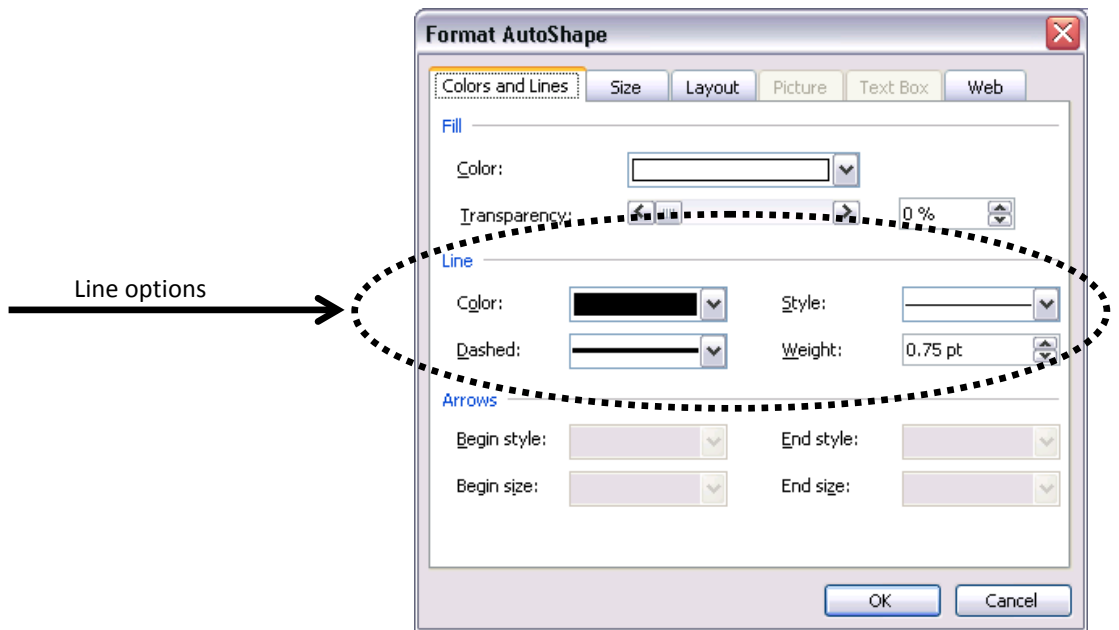 Format AutoShape
Colors and Lines Size Layout Picture Text Box Web
Fill
Color:
Transparency: 0 %
Line
Line options
Color: Style:
Dashed: Weight: 0.75 pt
Arrows
Begin style: End style:
Begin size: End size:
OK Cancel